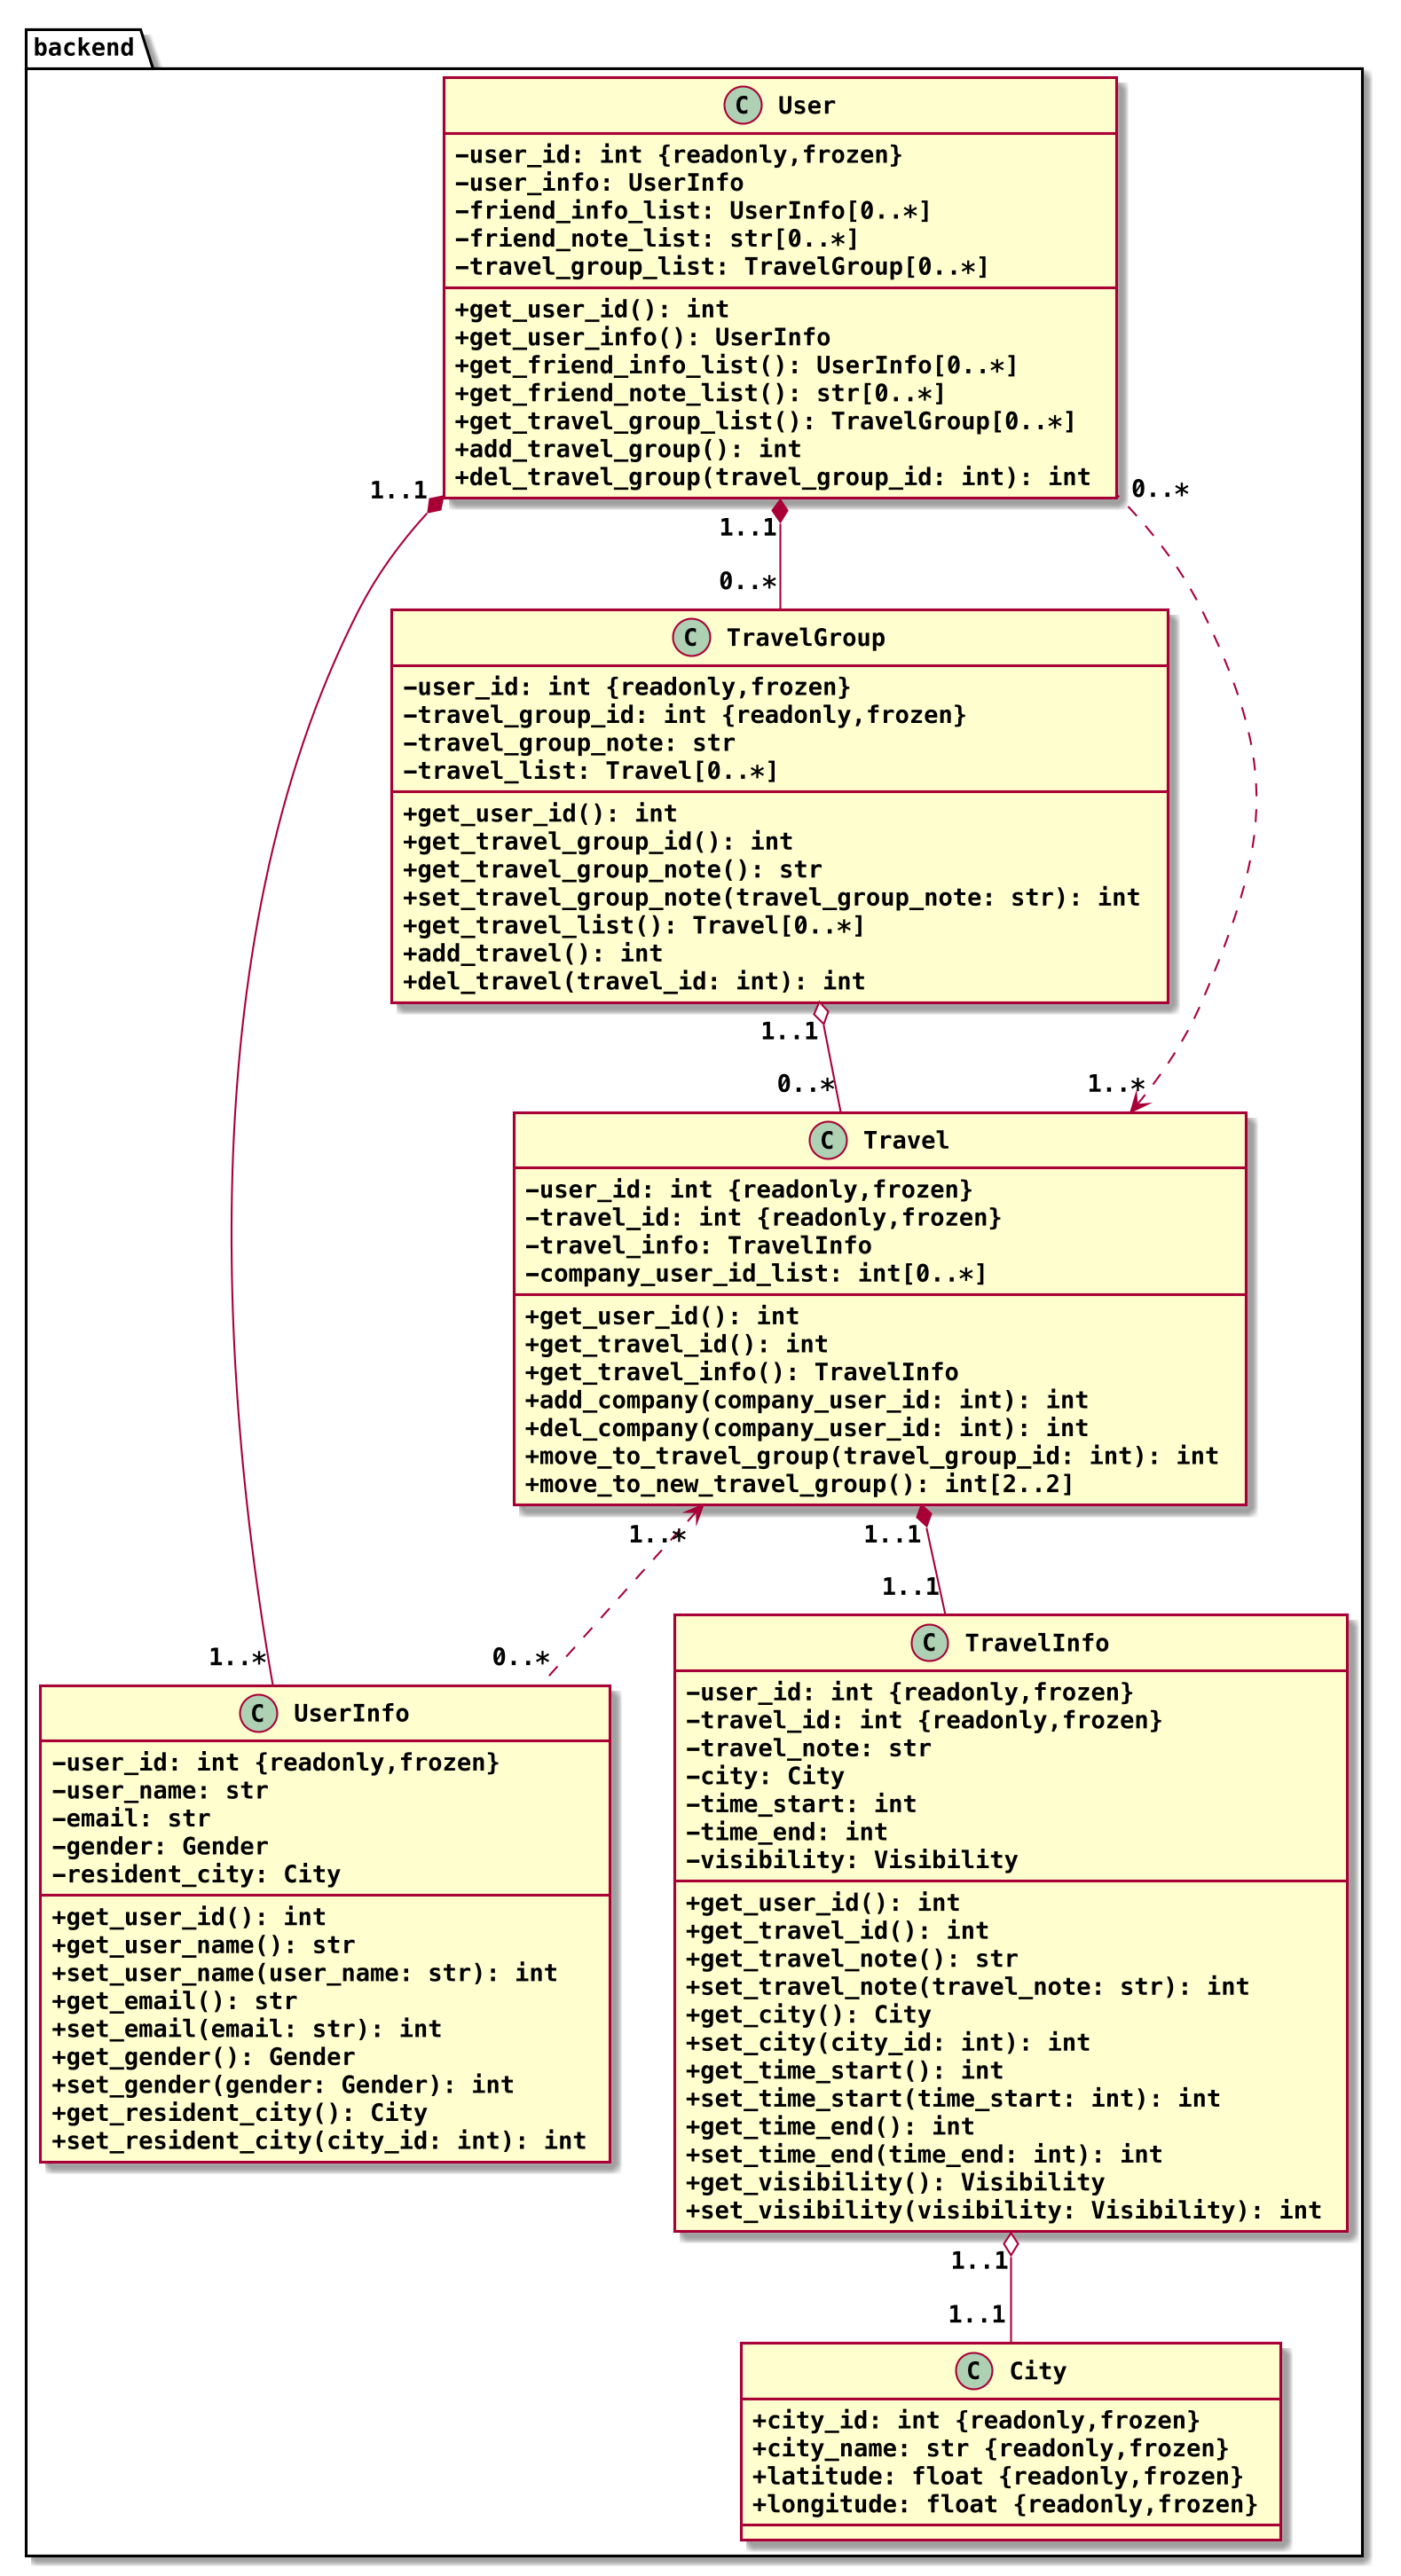 backend
C User
-user_id: int {readonly,frozen}
-user_info: UserInfo
-friend_info_list: UserInfo[0..*]
-friend_note_list: str[0..*]
-travel_group_list: TravelGroup[0..*]
+get_user_id(): int
+get_user_info(): UserInfo
+get_friend_info_list(): UserInfo[0..*]
+get_friend_note_list(): str[0..*]
+get_travel_group_list(): TravelGroup[0..*]
+add_travel_group(): int
+del_travel_group(travel_group_id: int): int
1..1
0..*
1..1
0..*
C TravelGroup
-user_id: int {readonly,frozen}
-travel_group_id: int {readonly,frozen}
-travel_group_note: str
-travel_list: Travel[0..*]
+get_user_id(): int
+get_travel_group_id(): int
+get_travel_group_note(): str
+set_travel_group_note(travel_group_note: str): int
+get_travel_list(): Travel[0..*]
+add_travel(): int
+del_travel(travel_id: int): int
1..1
0..*
1..*
C Travel
-user_id: int {readonly,frozen}
-travel_id: int {readonly,frozen}
-travel_info: TravelInfo
-company_user_id_list: int[0..*]
+get_user_id(): int
+get_travel_id(): int
+get_travel_info(): TravelInfo
+add_company(company_user_id: int): int
+del_company(company_user_id: int): int
+move_to_travel_group(travel_group_id: int): int
+move_to_new_travel_group(): int[2..2]
1..*
1..1
1..1
1..*
0..*
C UserInfo
-user_id: int {readonly,frozen}
-user_name: str
-email: str
-gender: Gender
-resident_city: City
+get_user_id(): int
+get_user_name(): str
+set_user_name(user_name: str): int
+get_email(): str
+set_email(email: str): int
+get_gender(): Gender
+set_gender(gender: Gender): int
+get_resident_city(): City
+set_resident_city(city_id: int): int
C TravelInfo
-user_id: int {readonly,frozen}
-travel_id: int {readonly,frozen}
-travel_note: str
-city: City
-time_start: int
-time_end: int
-visibility: Visibility
+get_user_id(): int
+get_travel_id(): int
+get_travel_note(): str
+set_travel_note(travel_note: str): int
+get_city(): City
+set_city(city_id: int): int
+get_time_start(): int
+set_time_start(time_start: int): int
+get_time_end(): int
+set_time_end(time_end: int): int
+get_visibility(): Visibility
+set_visibility(visibility: Visibility): int
1..1
1..1
C City
+city_id: int {readonly,frozen}
+city_name: str {readonly,frozen}
+latitude: float {readonly,frozen}
+longitude: float {readonly,frozen}